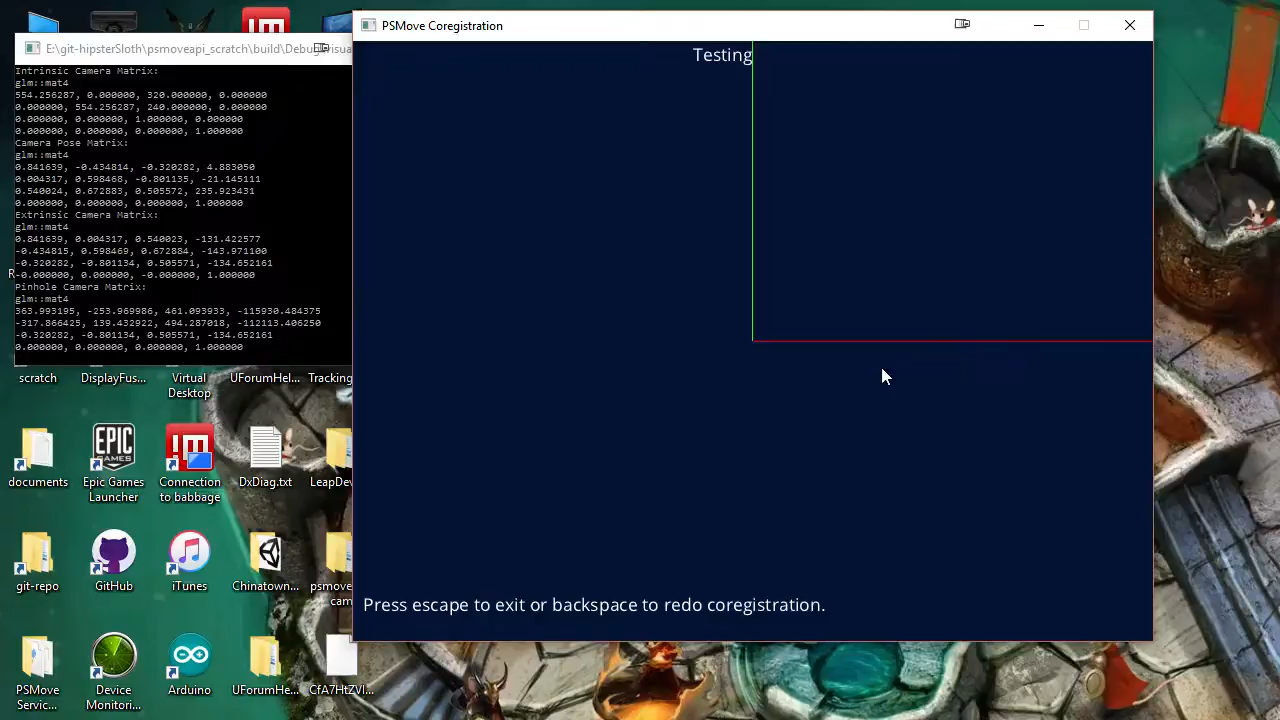 E:\git-hipsterSloth\psmoveapi_scratch\build\Debug
Intrinsic Camera Matrix:
glm::mat4
554.256287, 0.000000, 320.000000, 0.000000
0.000000, 554.256287, 240.000000, 0.000000
0.000000, 0.000000, 1.000000, 0.000000
0.000000, 0.000000, 0.000000, 1.000000
Camera Pose Matrix:
glm::mat4
0.841639, -0.434814, -0.320282, 4.883050
0.004317, 0.598468, -0.801135, -21.145111
0.540024, 0.672883, 0.505572, 235.923431
0.000000, 0.000000, 0.000000, 1.000000
Extrinsic Camera Matrix:
glm::mat4
0.841639, 0.004317, 0.540023, -131.422577
-0.434815, 0.598469, 0.672884, -143.971100
-0.320282, -0.801134, 0.505571, -134.652161
-0.000000, 0.000000, -0.000000, 1.000000
Pinhole Camera Matrix:
glm::mat4
363.993195, -253.969986, 461.093933, -115930.484375
-317.866425, 139.432922, 494.287018, -112113.406250
-0.320282, -0.801134, 0.505571, -134.652161
0.000000, 0.000000, 0.000000, 1.000000
PSMove Coregistration
Testing
Press escape to exit or backspace to redo coregistration.
scratch
DisplayFus...
Virtual
Desktop
UForumHel...
Tracking
documents
Epic Games
Launcher
Connection
to babbage
DxDiag.txt
LeapDev
git-repo
GitHub
iTunes
Chinatown...
psmove
cam
PSMove
Servic...
Device
Monitori...
Arduino
UForumHe...
CfA7HtZVI...
EPIC
GAMES